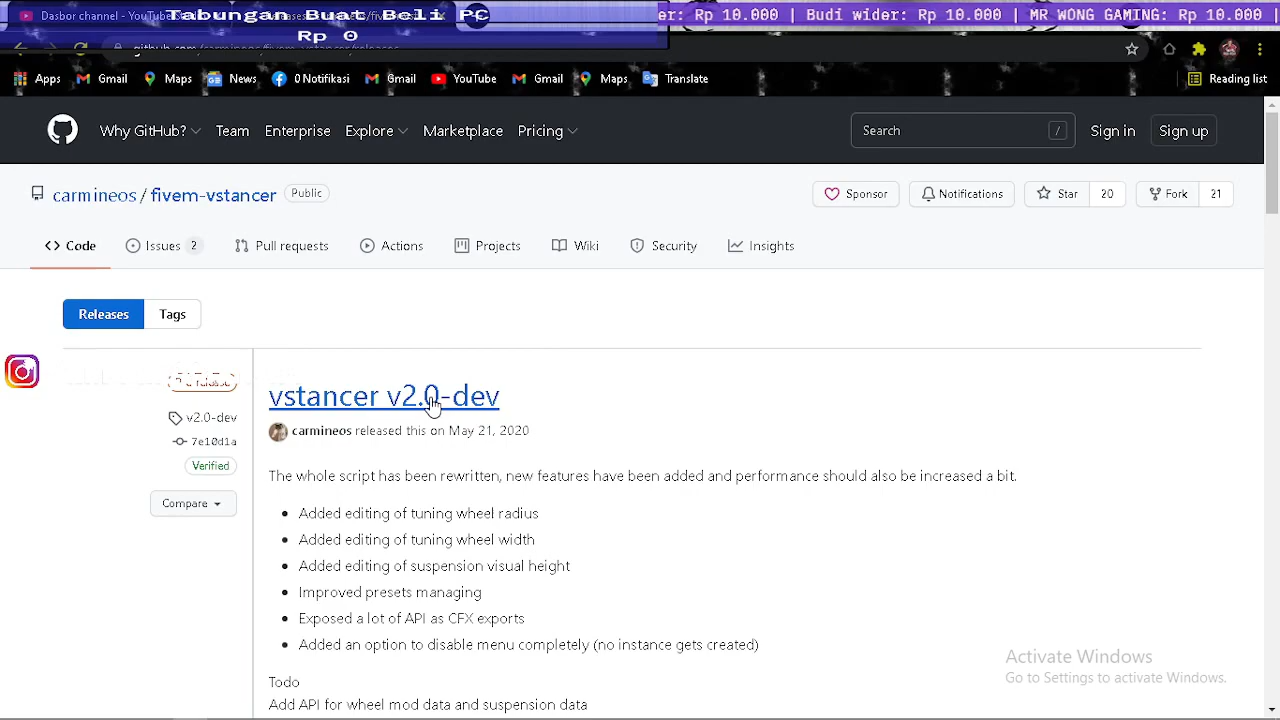 Dasbor channel - YouTube
Tabungan Buat Beli PC
Rp 0
er: Rp 10.000 | Budi wider: Rp 10.000 | MR WONG GAMING: Rp 10.000 |
Apps Gmail Maps News 0 Notifikasi Gmail YouTube Gmail Maps Translate Reading list
Why GitHub? Team Enterprise Explore Marketplace Pricing Search / Sign in Sign up
carmineos / fivem-vstancer Public Sponsor Notifications Star 20 Fork 21
<> Code Issues 2 Pull requests Actions Projects Wiki Security Insights
Releases Tags
vstancer v2.0-dev
v2.0-dev
carmineos released this on May 21, 2020
7e10d1a
Verified
The whole script has been rewritten, new features have been added and performance should also be increased a bit.
Compare
Added editing of tuning wheel radius
Added editing of tuning wheel width
Added editing of suspension visual height
Improved presets managing
Exposed a lot of API as CFX exports
Added an option to disable menu completely (no instance gets created)
Activate Windows
Go to Settings to activate Windows.
Todo
Add API for wheel mod data and suspension data